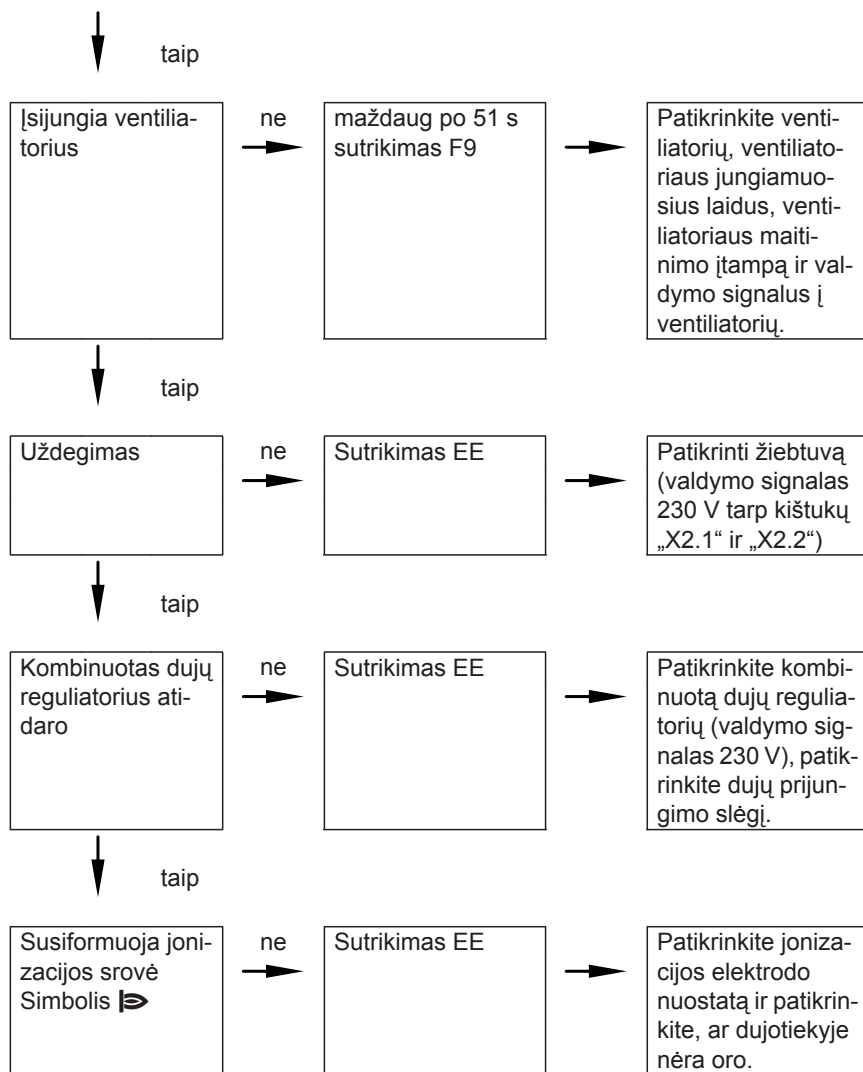 taip
Įsijungia ventilia-
torius
ne
maždaug po 51 s
sutrikimas F9
Patikrinkite venti-
liatorių, ventiliato-
riaus jungiamuo-
sius laidus, venti-
liatoriaus maiti-
nimo įtampą ir val-
dymo signalus į
ventiliatorių.
taip
Uždegimas
ne
Sutrikimas EE
Patikrinti žiebtuvą
(valdymo signalas
230 V tarp kištukų
„X2.1“ ir „X2.2“)
taip
Kombinuotas dujų
reguliatorius ati-
daro
ne
Sutrikimas EE
Patikrinkite kombi-
nuotą dujų regulia-
torių (valdymo sig-
nalas 230 V), patik-
rinkite dujų prijun-
gimo slėgį.
taip
Susiformuoja joni-
zacijos srovė
Simbolis
ne
Sutrikimas EE
Patikrinkite joniza-
cijos elektrodo
nuostatą ir patikrin-
kite, ar dujotiekyje
nėra oro.